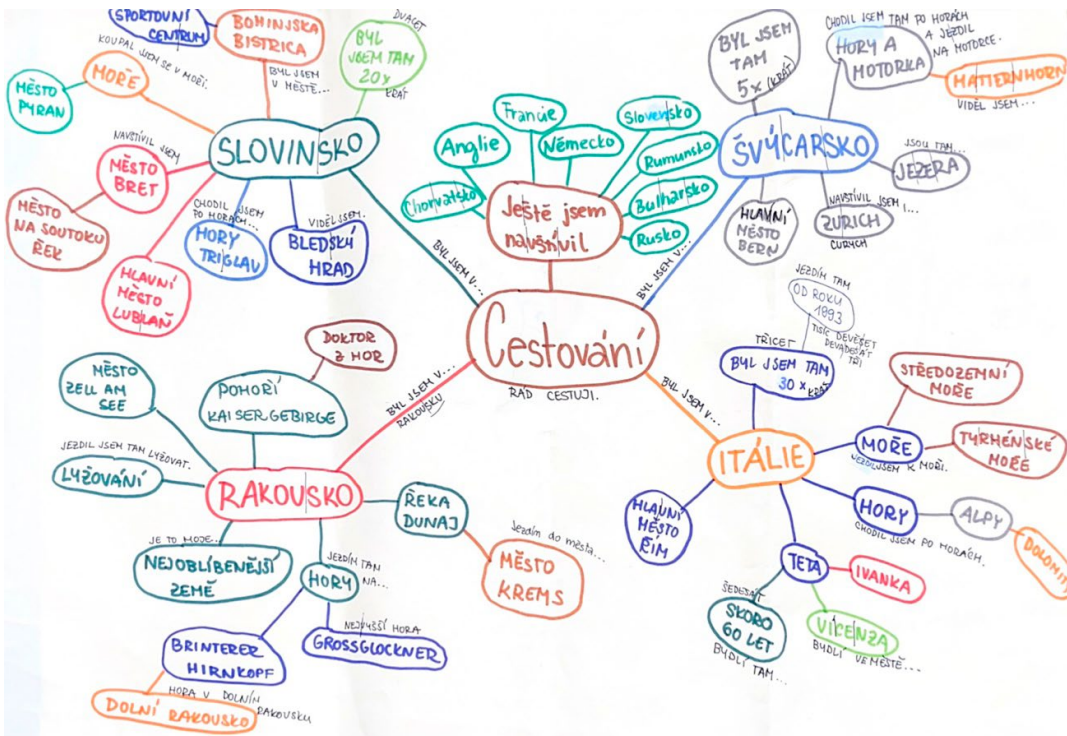 SPORTOVNÍ
CENTRUM
BOHINJSKA
BISTRICA
KOUPAL JSEM SE V MOŘI.
MOŘE
MĚSTO
PYRAN
BYL JSEM
V MĚSTĚ...
DVACET
BYL
JSEM TAM
20x
KRÁT
SLOVINSKO
NAVŠTÍVIL JSEM
MĚSTO
BRET
MĚSTO
NA SOUTOKU
ŘEK
HLAVNÍ
MĚSTO
LUBLAŇ
CHODIL JSEM
PO HORÁCH...
HORY
TRIGLAV
VIDĚL JSEM...
BLEDSKÝ
HRAD
BYL JSEM V...
Anglie
Francie
Německo
Slovensko
Rumunsko
Chorvatsko
Bulharsko
Rusko
Ještě jsem
navšívil
BYL JSEM
TAM
5x (KRÁT)
CHODIL JSEM TAM PO HORÁCH
A JEZDIL
NA MOTORCE.
HORY A
MOTORKA
MATTERNHORN
VIDĚL JSEM...
ŠVÝCARSKO
JSOU TAM...
JEZERA
NAVŠTÍVIL JSEM I...
ZURICH
CURYCH
HLAVNÍ
MĚSTO
BERN
BYL JSEM V...
Cestování
RÁD CESTUJI.
DOKTOR
Z HOR
POHOŘÍ
KAISERGEBIRGE
MĚSTO
ZELL AM
SEE
JEZDIL JSEM TAM LYŽOVAT.
LYŽOVÁNÍ
BYL JSEM V...
RAKOUSKU
RAKOUSKO
ŘEKA
DUNAJ
Jezdím do města...
MĚSTO
KREMS
JE TO MOJE...
NEJOBLÍBENĚJŠÍ
ZEMĚ
JEZDÍM TAM
NA...
HORY
NEJVYŠŠÍ HORA
GROSSGLOCKNER
BRINTERER
HIRNKOPF
HORA V DOLNÍM
RAKOUSKU
DOLNÍ RAKOUSKO
JEZDÍM TAM
OD ROKU
1993
TISÍC DEVĚSET
DEVADESÁT
TŘI
TŘICET
BYL JSEM TAM
30 x
KRÁT
BYL JSEM V...
ITÁLIE
STŘEDOZEMNÍ
MOŘE
MOŘE
JEZDIL JSEM K MOŘI.
TYRHÉNSKÉ
MOŘE
HORY
CHODIL JSEM PO HORÁCH.
ALPY
DOLOMITY
HLAVNÍ
MĚSTO
ŘÍM
TETA
IVANKA
VICENZA
BYDLÍ VE MĚSTĚ...
ŠEDESÁT
SKORO
60 LET
BYDLÍ TAM...